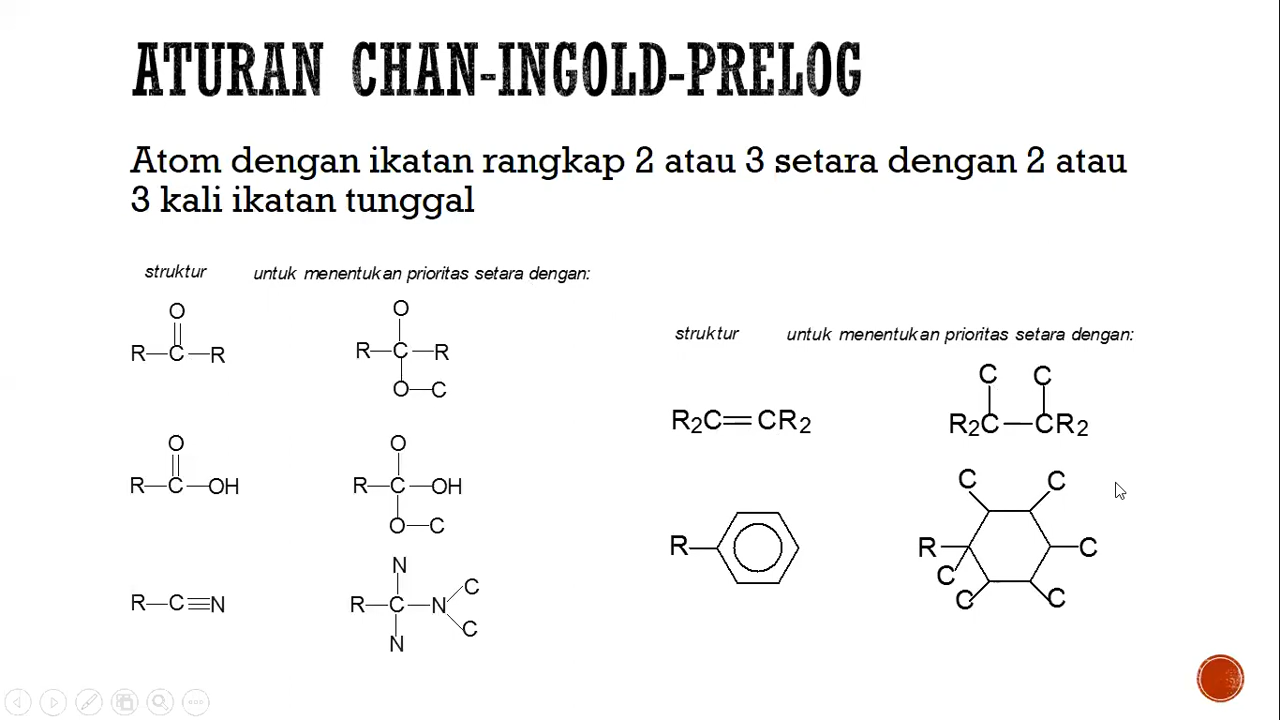 ATURAN CHAN-INGOLD-PRELOG
Atom dengan ikatan rangkap 2 atau 3 setara dengan 2 atau
3 kali ikatan tunggal
struktur untuk menentukan prioritas setara dengan:
O
R—C—R
O
R—C—R
O—C
O
R—C—OH
O
R—C—OH
O—C
R—C≡N
N
R—C—N
C
C
N
struktur untuk menentukan prioritas setara dengan:
R2C=CR2
C C
R2C—CR2
R
C C
R C
C
C C